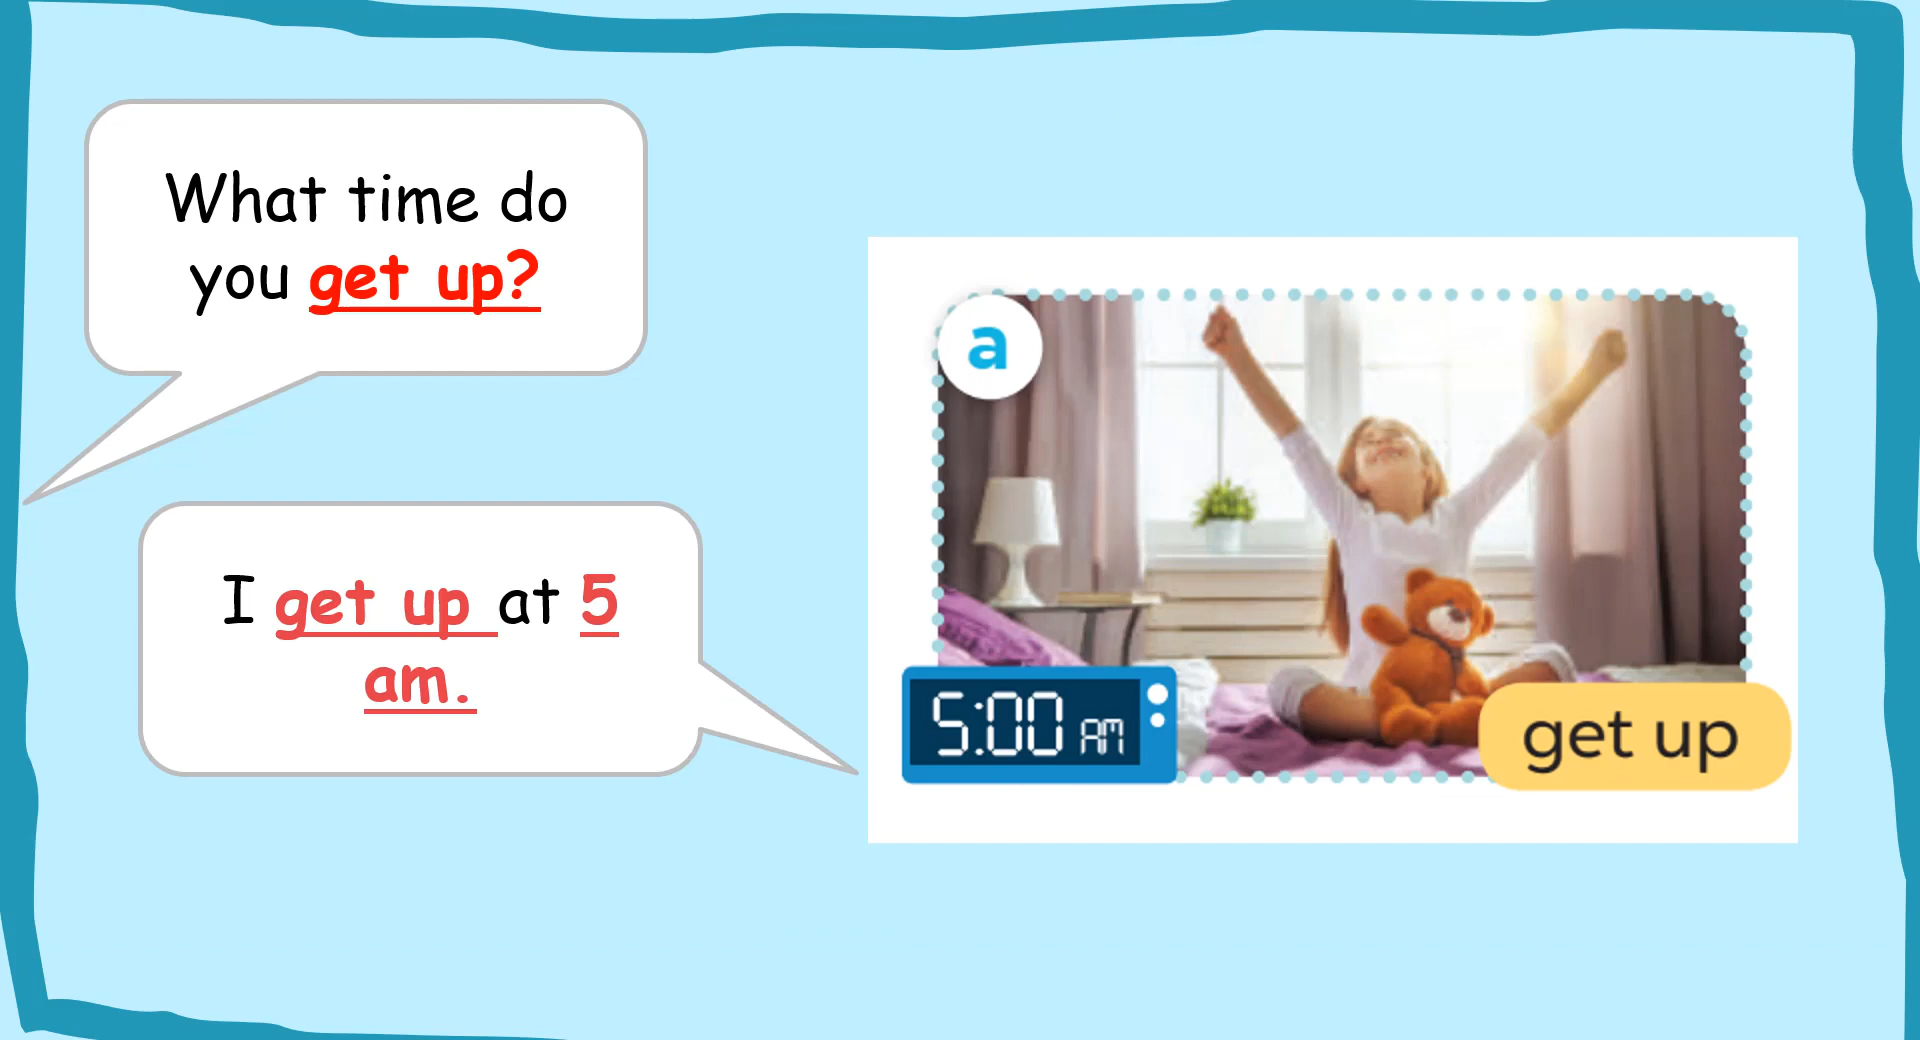 What time do
you get up?
I get up at 5
am.
a
5:00 AM
get up